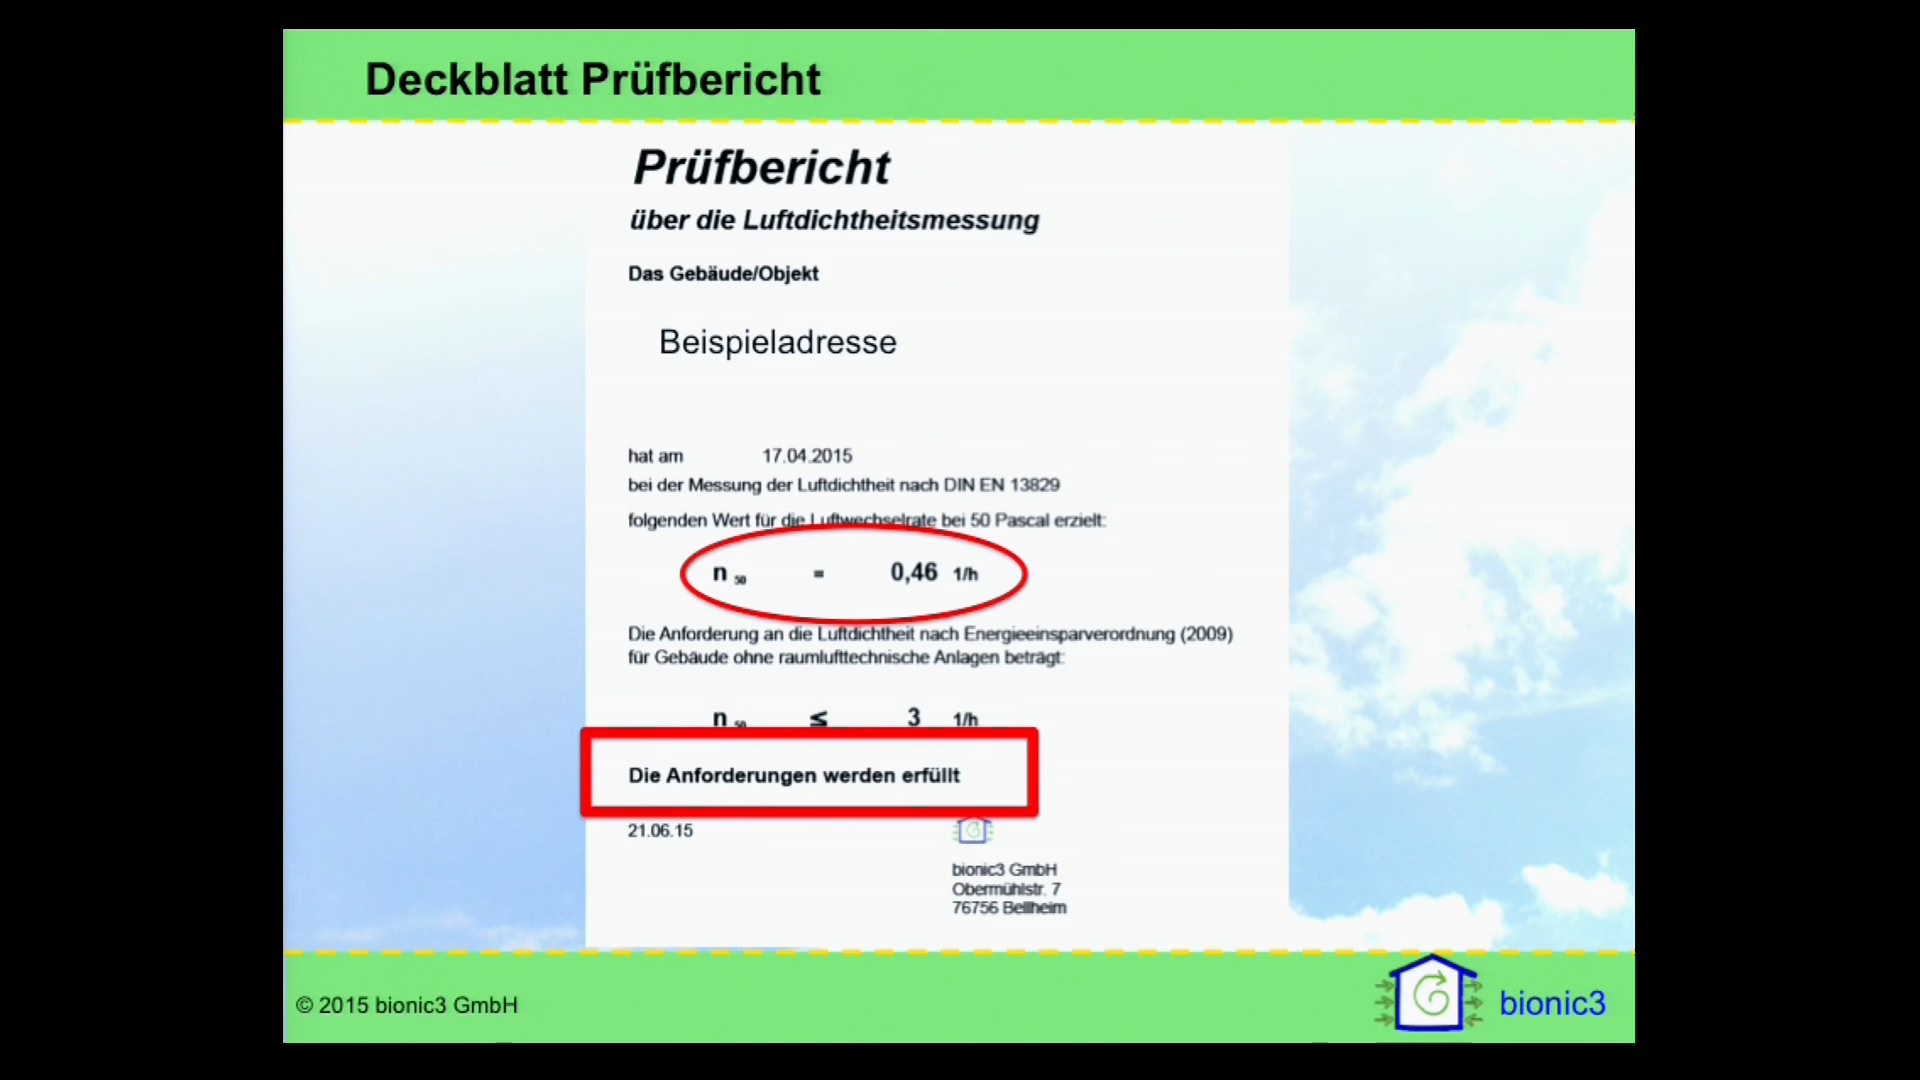 Deckblatt Prüfbericht
Prüfbericht
über die Luftdichtheitsmessung
Das Gebäude/Objekt
Beispieladresse
hat am 17.04.2015
bei der Messung der Luftdichtheit nach DIN EN 13829
folgenden Wert für die Luftwechselrate bei 50 Pascal erzielt:
n 50 = 0,46 1/h
Die Anforderung an die Luftdichtheit nach Energieeinsparverordnung (2009)
für Gebäude ohne raumlufttechnische Anlagen beträgt:
n 50 ≤ 3 1/h
Die Anforderungen werden erfüllt
21.06.15
bionic3 GmbH
Obermühlstr. 7
76756 Bellheim
© 2015 bionic3 GmbH
bionic3